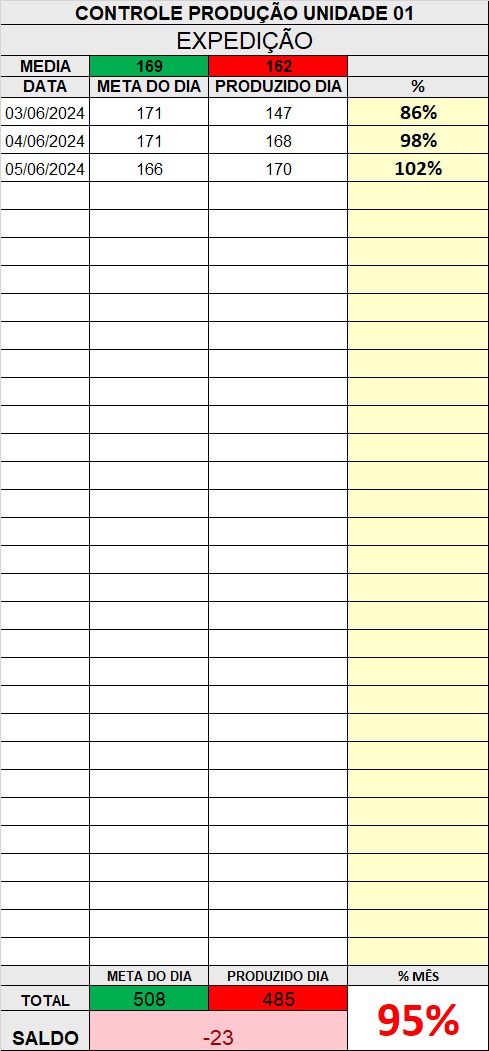 CONTROLE PRODUÇÃO UNIDADE 01
EXPEDIÇÃO
MEDIA 169 162
DATA META DO DIA PRODUZIDO DIA %
03/06/2024 171 147 86%
04/06/2024 171 168 98%
05/06/2024 166 170 102%
META DO DIA PRODUZIDO DIA % MÊS
TOTAL 508 485 95%
SALDO -23